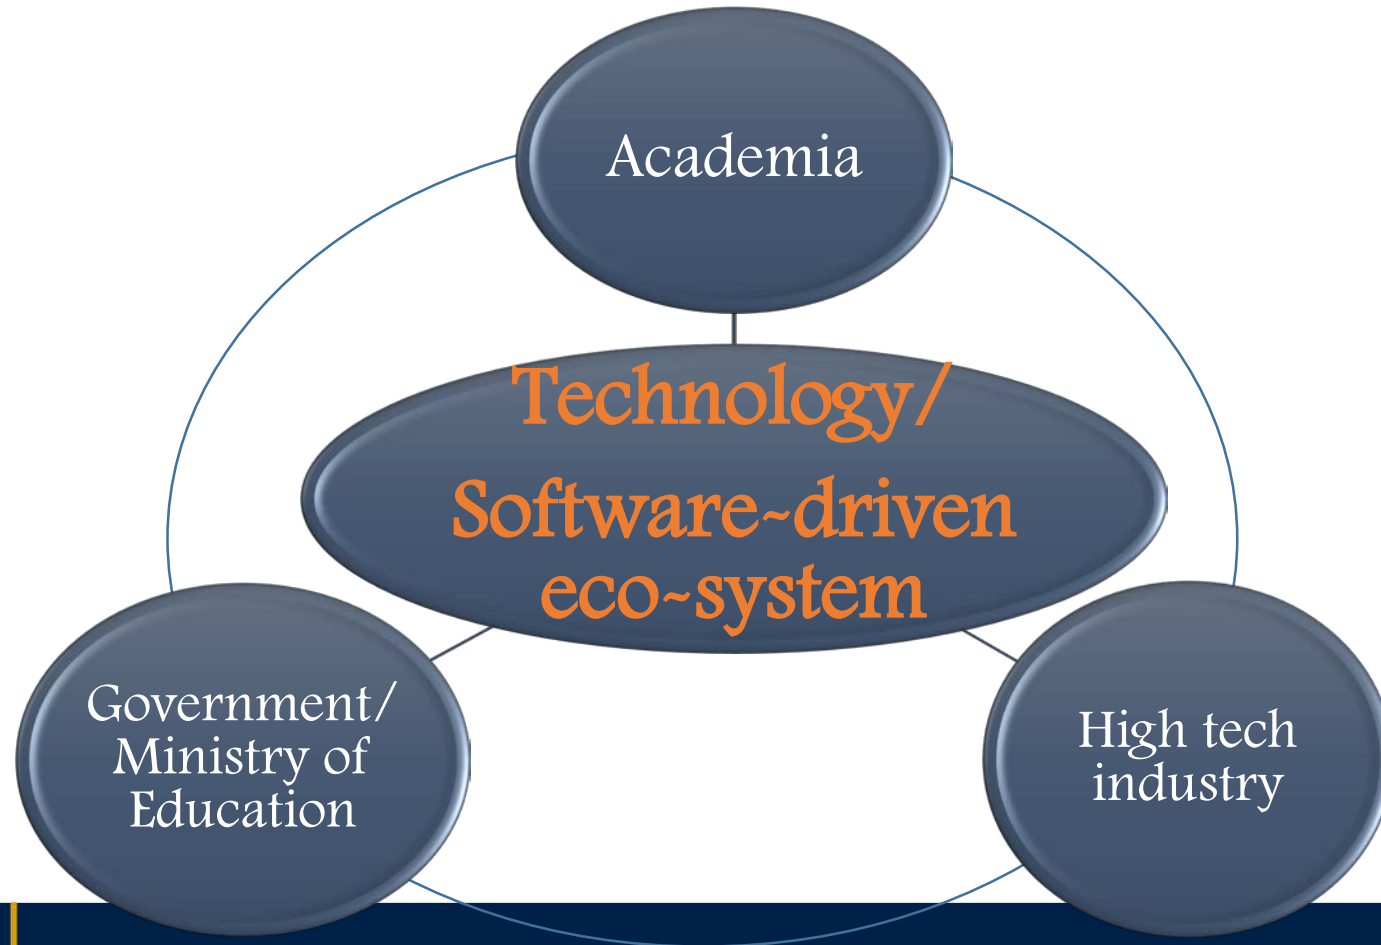 Academia
Technology/
Software-driven
eco-system
Government/
Ministry of
Education
High tech
industry